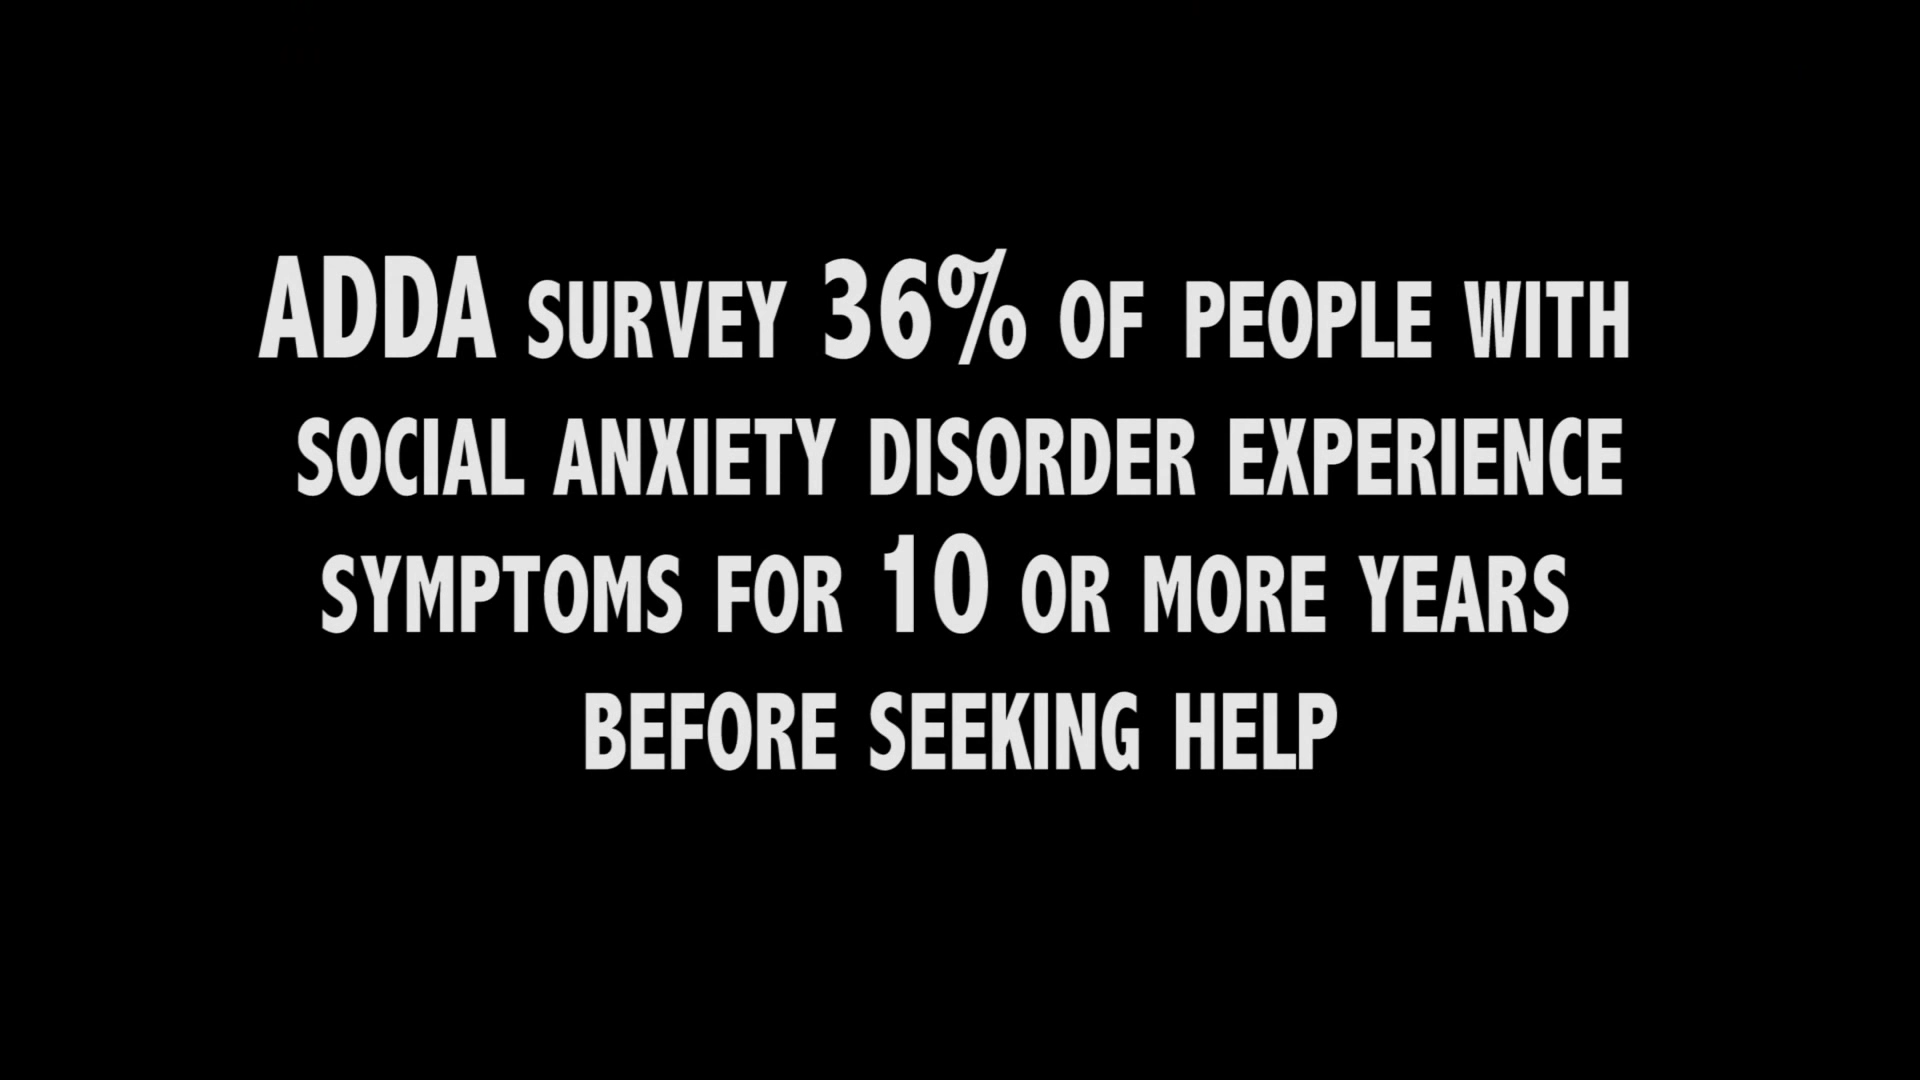 ADDA SURVEY 36% OF PEOPLE WITH
SOCIAL ANXIETY DISORDER EXPERIENCE
SYMPTOMS FOR 10 OR MORE YEARS
BEFORE SEEKING HELP